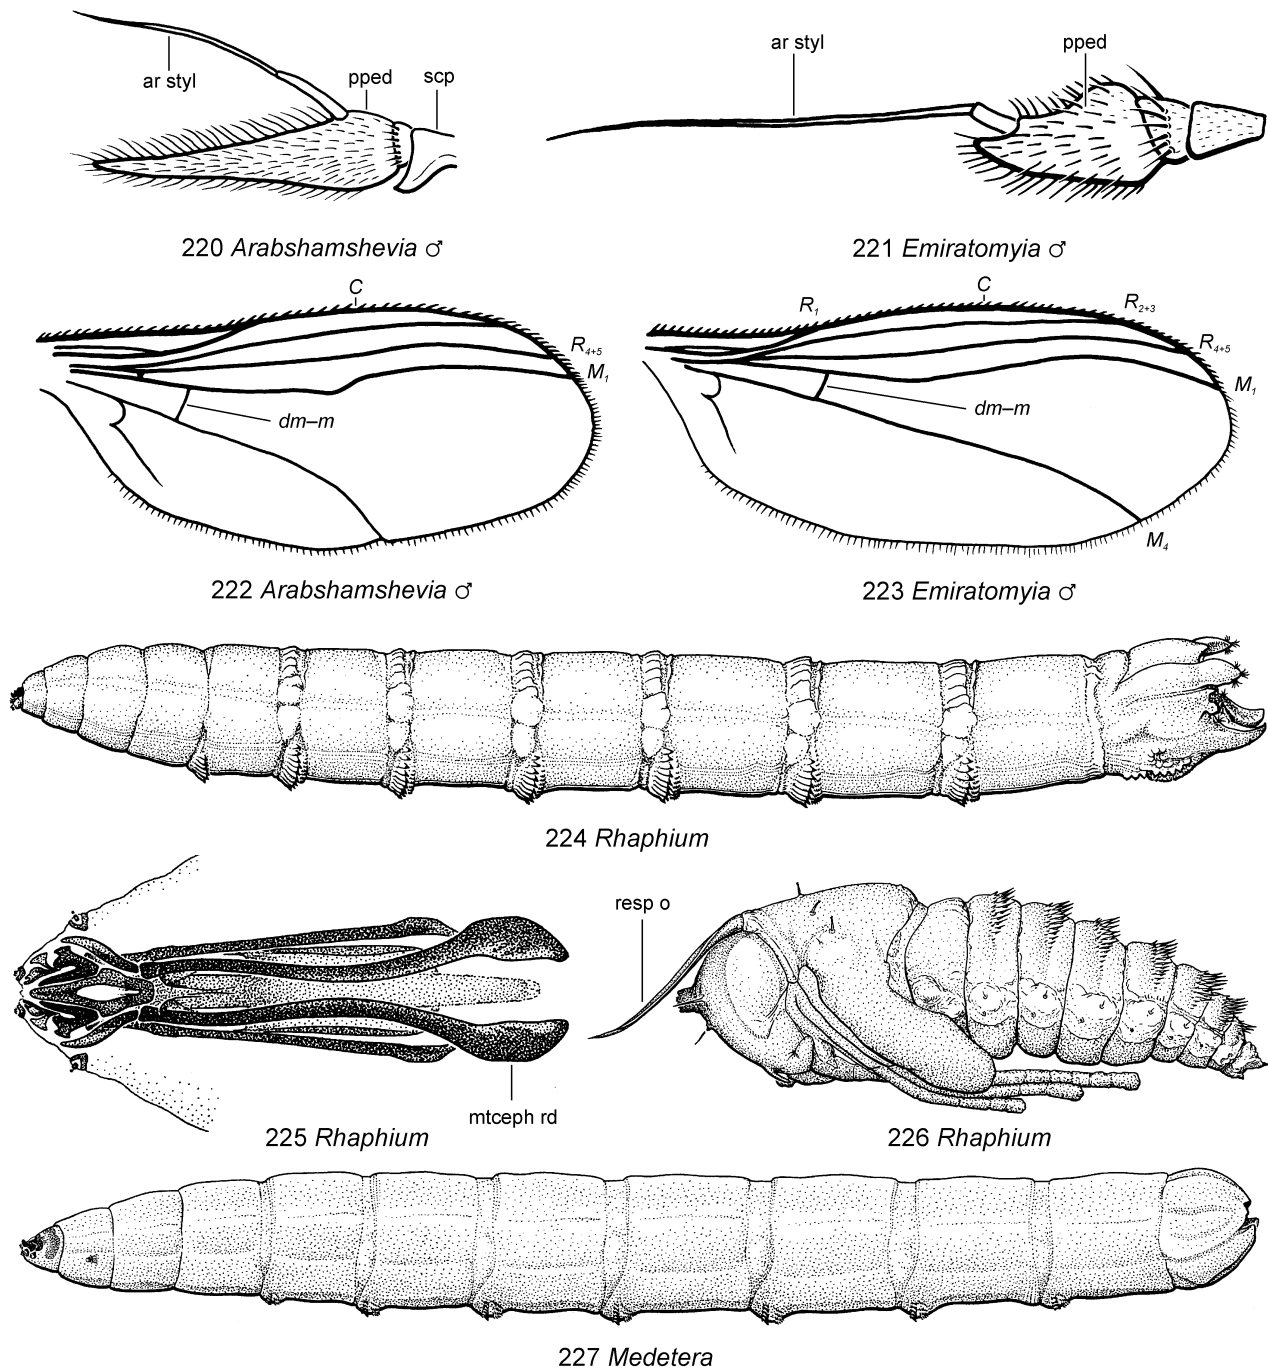 ar styl
pped
scp
ar styl
pped
220 Arabshamshevia ♂
221 Emiratomyia ♂
C
R4+5
M1
dm–m
C
R1
R2+3
R4+5
M1
dm–m
M4
222 Arabshamshevia ♂
223 Emiratomyia ♂
224 Rhaphium
resp o
mtceph rd
225 Rhaphium
226 Rhaphium
227 Medetera